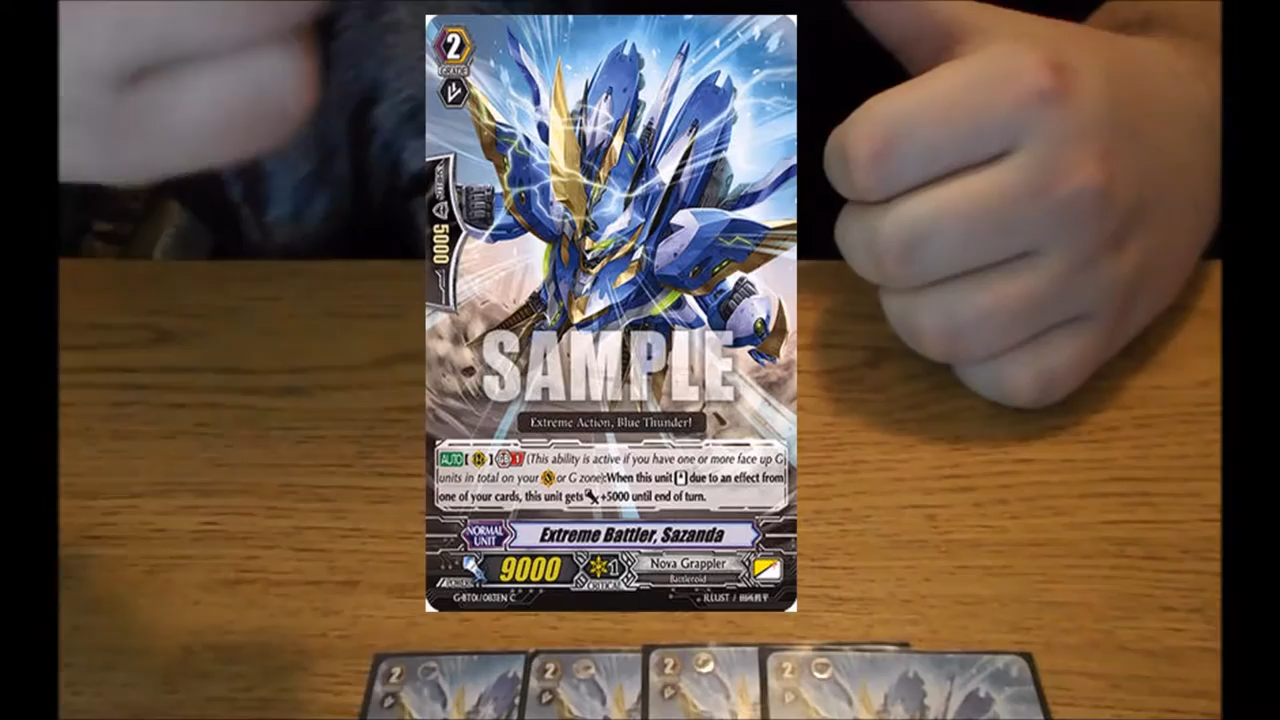 2
GRADE
5000
SAMPLE
Extreme Action, Blue Thunder!
AUTO [ ] 1 (This ability is active if you have one or more face up G
units in total on your or G zone):When this unit due to an effect from
one of your cards, this unit gets +5000 until end of turn.
NORMAL
UNIT
Extreme Battler, Sazanda
POWER
9000
1
CRITICAL
Nova Grappler
Battleroid
G-BT01/083EN C
ILLUST /
2
2
2
2